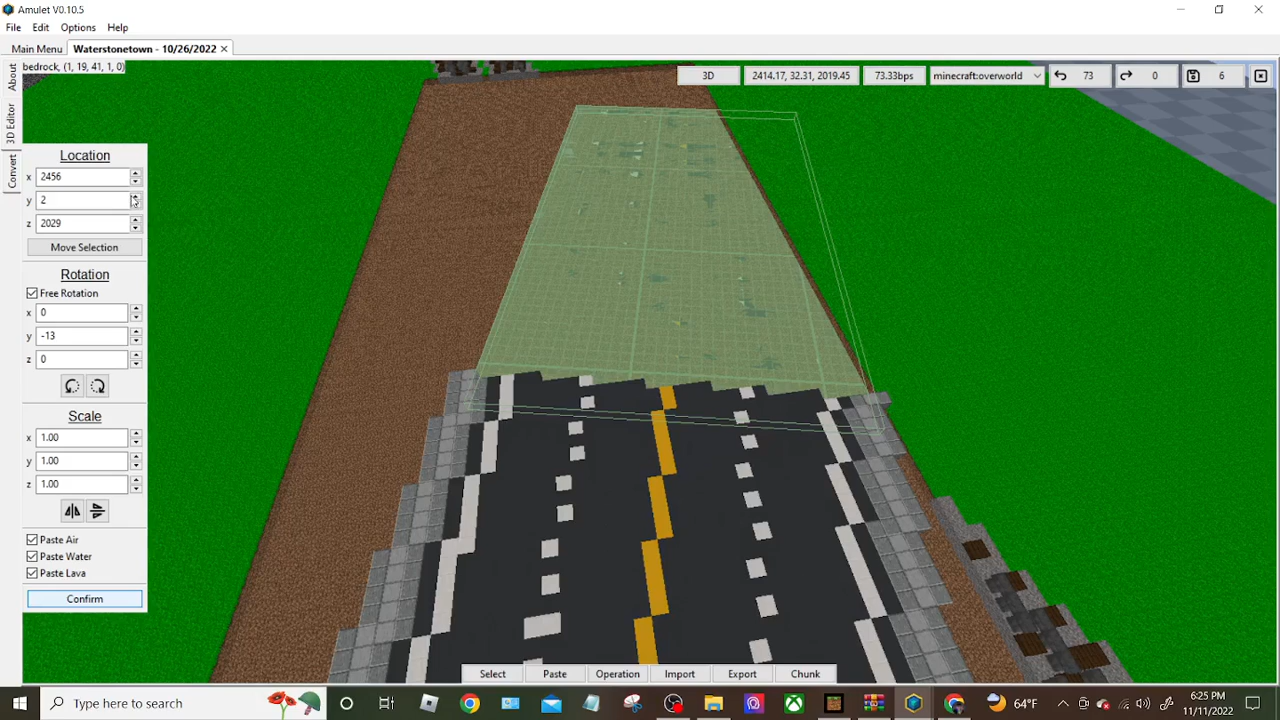 Amulet V0.10.5
File Edit Options Help
Main Menu Waterstonetown - 10/26/2022
bedrock, (1, 19, 41, 1, 0)
3D 2414.17, 32.31, 2019.45 73.33bps minecraft:overworld 73 0 6
About
3D Editor
Convert
Location
x 2456
y 2
z 2029
Move Selection
Rotation
Free Rotation
x 0
y -13
z 0
Scale
x 1.00
y 1.00
z 1.00
Paste Air
Paste Water
Paste Lava
Confirm
Select Paste Operation Import Export Chunk
Type here to search
64°F
6:25 PM
11/11/2022